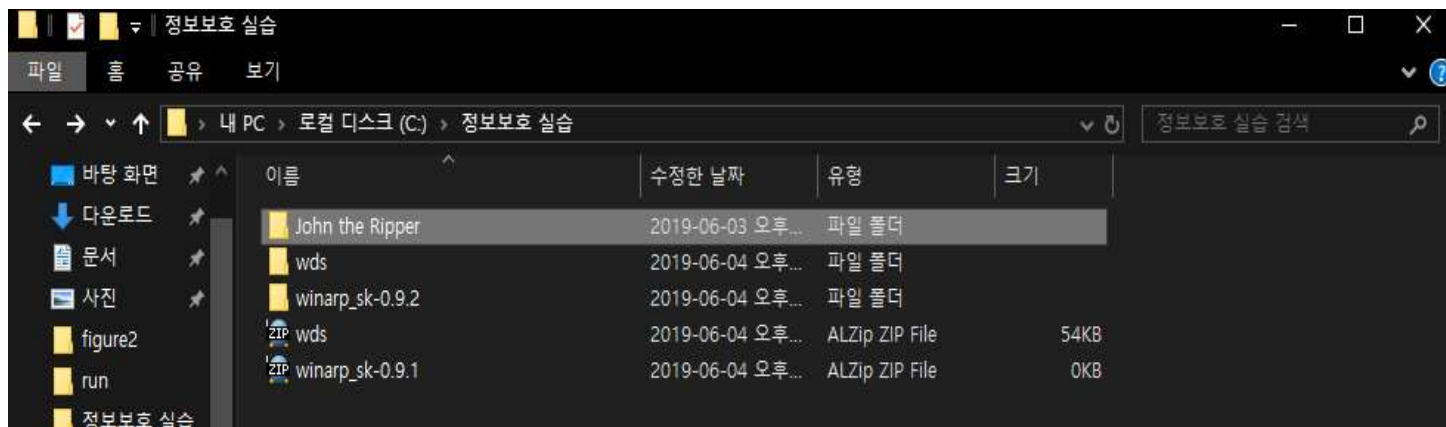 정보보호 실습
파일 홈 공유 보기
내 PC > 로컬 디스크 (C:) > 정보보호 실습
정보보호 실습 검색
이름 수정한 날짜 유형 크기
바탕 화면
다운로드
문서
사진
figure2
run
정보보호 실습
John the Ripper 2019-06-03 오후... 파일 폴더
wds 2019-06-04 오후... 파일 폴더
winarp_sk-0.9.2 2019-06-04 오후... 파일 폴더
ZIP wds 2019-06-04 오후... ALZip ZIP File 54KB
ZIP winarp_sk-0.9.1 2019-06-04 오후... ALZip ZIP File 0KB